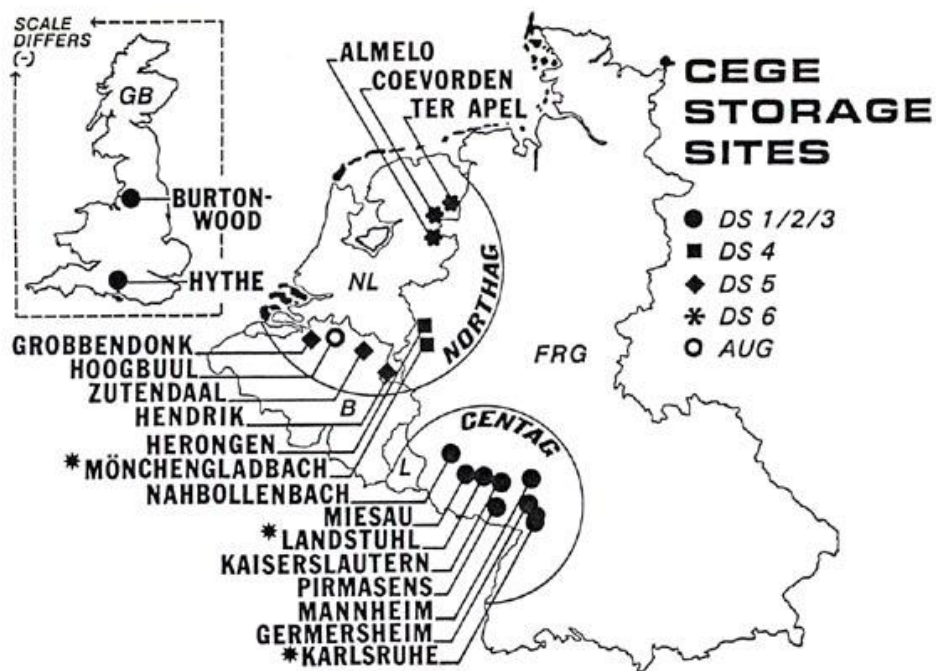 SCALE
DIFFERS
(-)
GB
BURTON-
WOOD
HYTHE
ALMELO
COEVORDEN
TER APEL
CEGE
STORAGE
SITES
DS 1/2/3
DS 4
DS 5
DS 6
AUG
NL
NORTHAG
FRG
GROBBENDONK
HOOGBUUL
ZUTENDAAL
HENDRIK
B
HERONGEN
*MÖNCHENGLADBACH
NAHBOLLENBACH
L
CENTAG
MIESAU
*LANDSTUHL
KAISERSLAUTERN
PIRMASENS
MANNHEIM
GERMERSHEIM
*KARLSRUHE